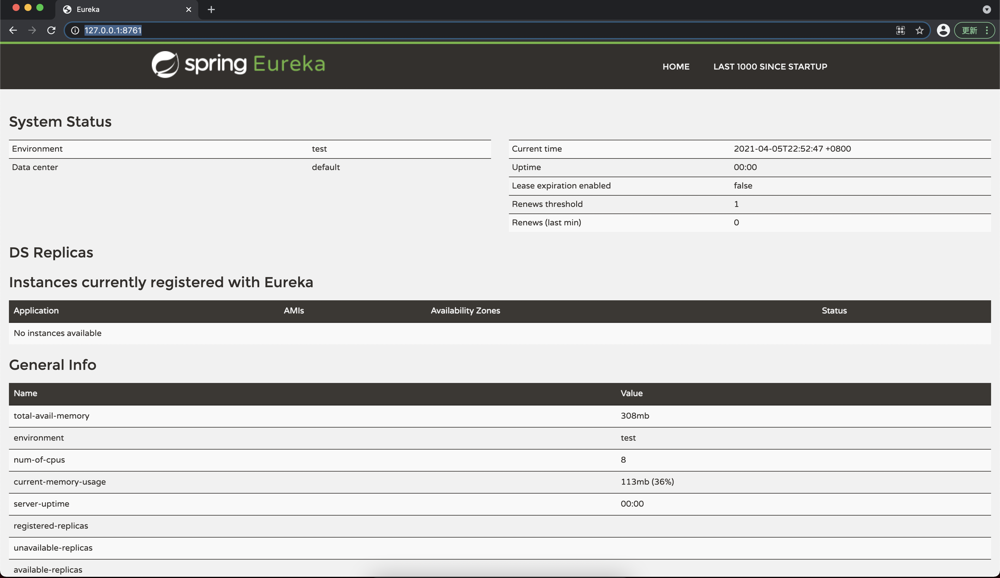 Eureka
127.0.0.1:8761
更新
spring Eureka
HOME
LAST 1000 SINCE STARTUP
System Status
Environment test
Data center default
Current time 2021-04-05T22:52:47 +0800
Uptime 00:00
Lease expiration enabled false
Renews threshold 1
Renews (last min) 0
DS Replicas
Instances currently registered with Eureka
Application AMIs Availability Zones Status
No instances available
General Info
Name Value
total-avail-memory 308mb
environment test
num-of-cpus 8
current-memory-usage 113mb (36%)
server-uptime 00:00
registered-replicas
unavailable-replicas
available-replicas